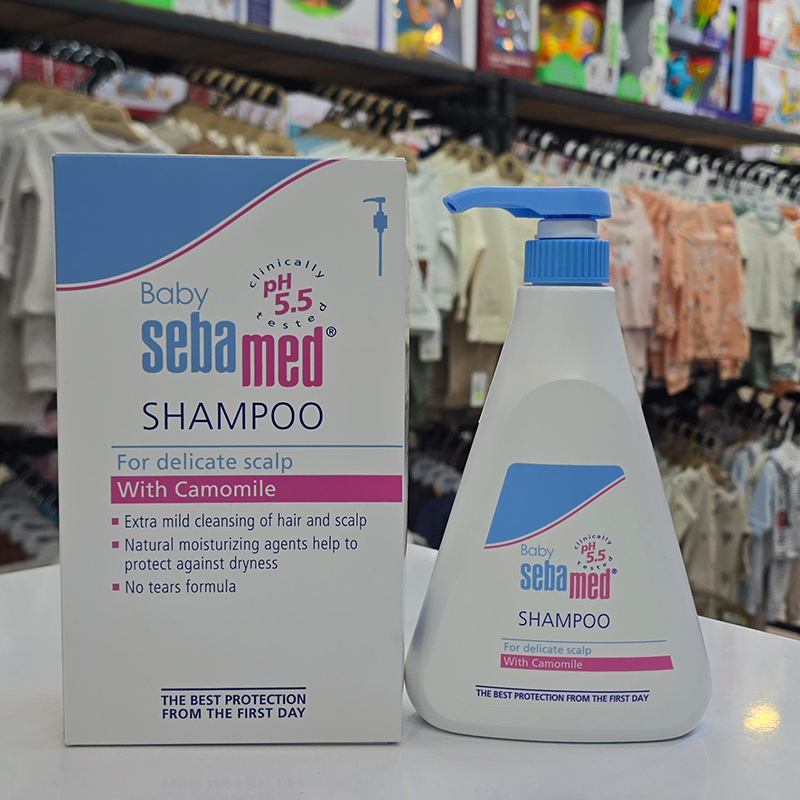 clinically
pH
5.5
tested
Baby
sebamed®
SHAMPOO
For delicate scalp
With Camomile
Extra mild cleansing of hair and scalp
Natural moisturizing agents help to
protect against dryness
No tears formula
THE BEST PROTECTION
FROM THE FIRST DAY
clinically
pH
5.5
tested
Baby
sebamed®
SHAMPOO
For delicate scalp
With Camomile
THE BEST PROTECTION FROM THE FIRST DAY